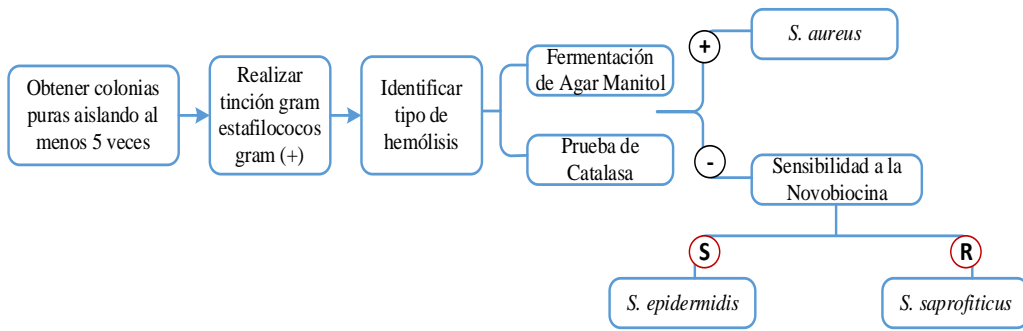 Obtener colonias
puras aislando al
menos 5 veces
Realizar
tinción gram
estafilococos
gram (+)
Identificar
tipo de
hemólisis
Fermentación
de Agar Manitol
Prueba de
Catalasa
+
S. aureus
-
Sensibilidad a la
Novobiocina
S
R
S. epidermidis
S. saprofiticus